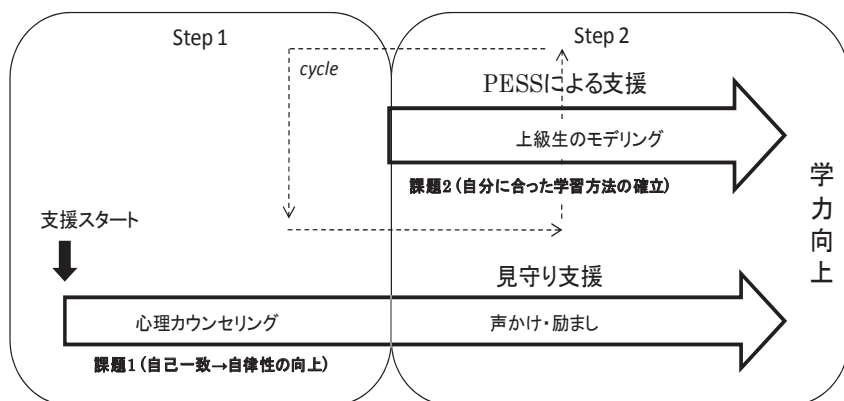 Step 1
Step 2
cycle
PESSによる支援
上級生のモデリング
課題2（自分に合った学習方法の確立）
学力向上
支援スタート
見守り支援
心理カウンセリング
声かけ・励まし
課題1（自己一致→自律性の向上）